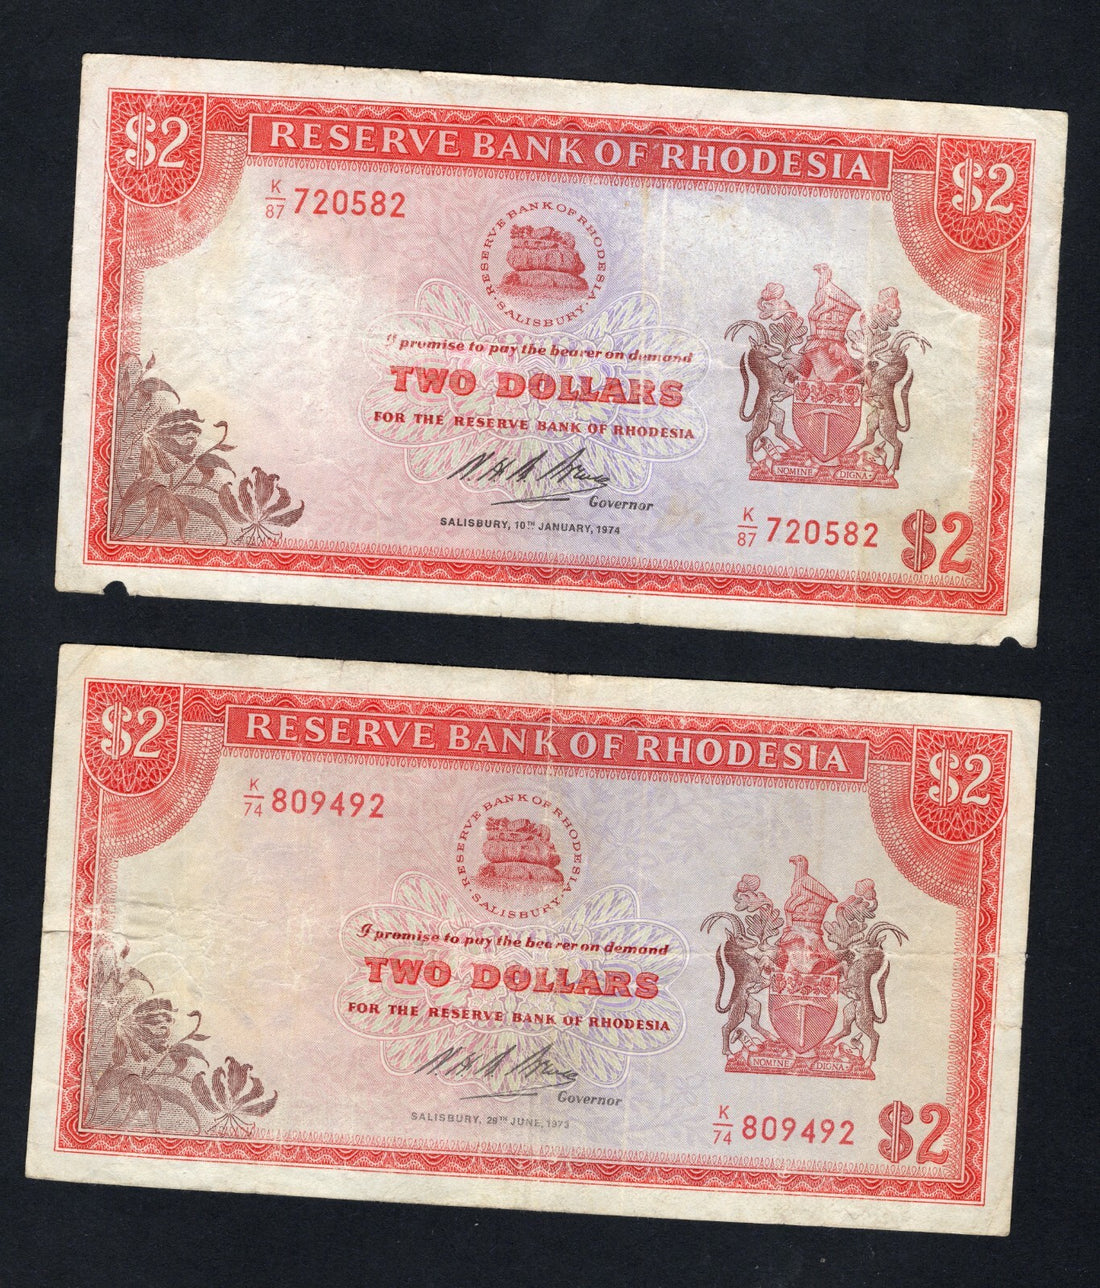 $2
RESERVE BANK OF RHODESIA
$2
K/87 720582
RESERVE BANK OF RHODESIA
· SALISBURY ·
I promise to pay the bearer on demand
TWO DOLLARS
FOR THE RESERVE BANK OF RHODESIA
Governor
SALISBURY, 10TH JANUARY, 1974
SIT NOMINE DIGNA
K/87 720582
$2
$2
RESERVE BANK OF RHODESIA
$2
K/74 809492
RESERVE BANK OF RHODESIA
· SALISBURY ·
I promise to pay the bearer on demand
TWO DOLLARS
FOR THE RESERVE BANK OF RHODESIA
Governor
SALISBURY, 29TH JUNE, 1973
SIT NOMINE DIGNA
K/74 809492
$2